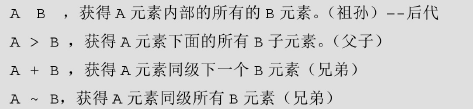 A  B ，获得A元素内部的所有的B元素。（祖孙）--后代
A > B ，获得A元素下面的所有B子元素。（父子）
A + B ，获得A元素同级下一个B元素（兄弟）
A ~ B，获得A元素同级所有B元素（兄弟）